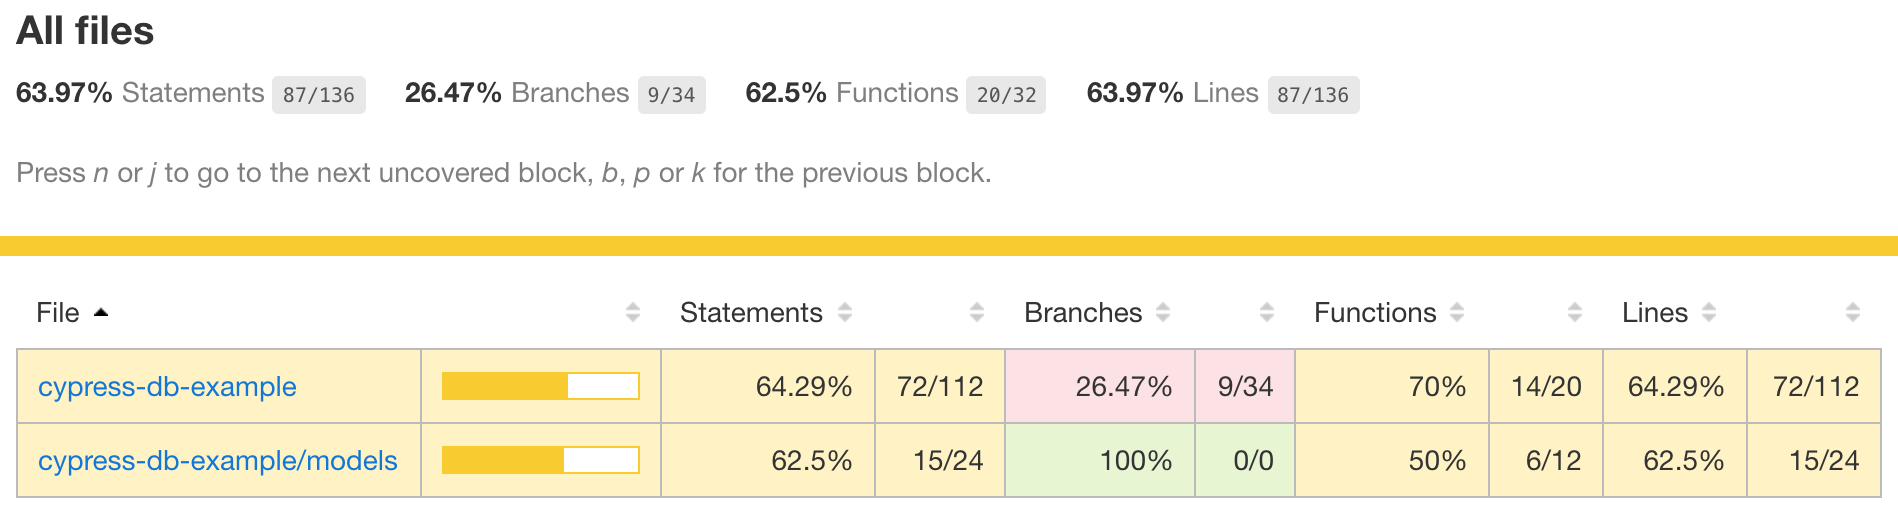 All files
63.97% Statements 87/136 26.47% Branches 9/34 62.5% Functions 20/32 63.97% Lines 87/136
Press n or j to go to the next uncovered block, b, p or k for the previous block.
File Statements Branches Functions Lines
cypress-db-example 64.29% 72/112 26.47% 9/34 70% 14/20 64.29% 72/112
cypress-db-example/models 62.5% 15/24 100% 0/0 50% 6/12 62.5% 15/24